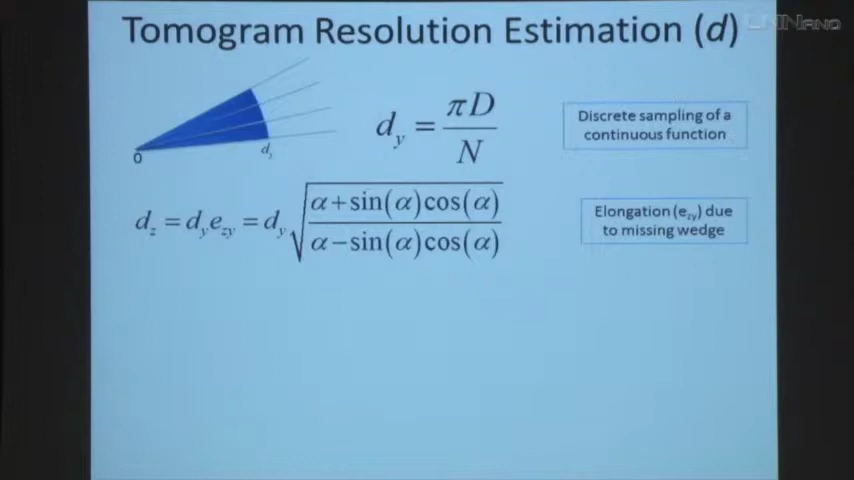 Tomogram Resolution Estimation (d)
LNNano
0
d_y = πD / N
Discrete sampling of a
continuous function
d_z = d_y e_zy = d_y √((α+sin(α)cos(α)) / (α−sin(α)cos(α)))
Elongation (e_zy) due
to missing wedge